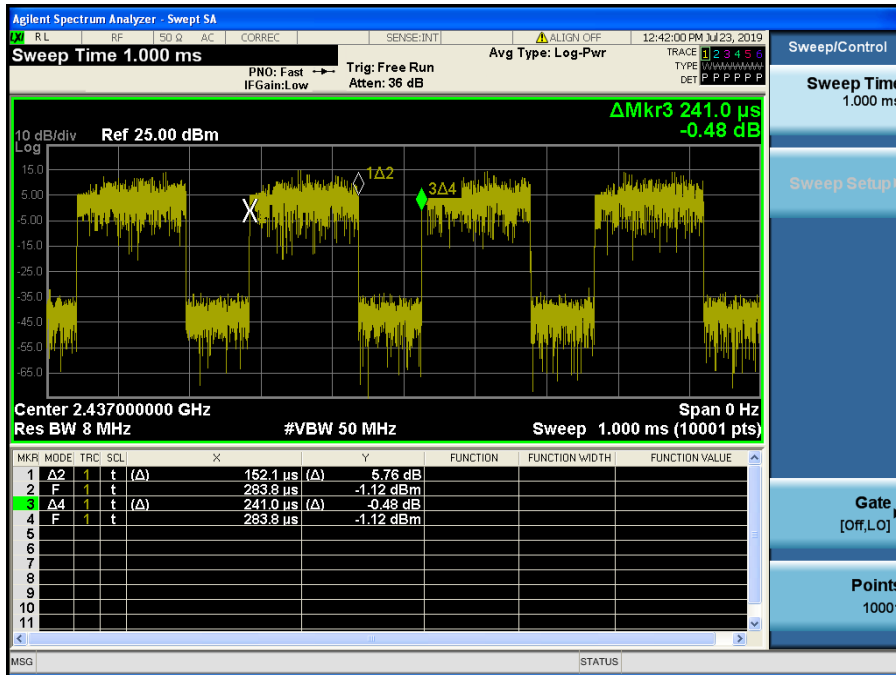 Agilent Spectrum Analyzer - Swept SA
LXI RL RF 50 Ω AC CORREC SENSE:INT ALIGN OFF 12:42:00 PM Jul 23, 2019
Sweep Time 1.000 ms
Avg Type: Log-Pwr
TRACE 1 2 3 4 5 6
TYPE
DET P P P P P P
PNO: Fast
IFGain:Low
Trig: Free Run
Atten: 36 dB
Sweep/Control
Sweep Time
1.000 ms
Sweep Setup
Gate
[Off,LO]
Points
10001
ΔMkr3 241.0 µs
-0.48 dB
10 dB/div Ref 25.00 dBm
Log
15.0
5.00
-5.00
-15.0
-25.0
-35.0
-45.0
-55.0
-65.0
1Δ2
3Δ4
X
Center 2.437000000 GHz Span 0 Hz
Res BW 8 MHz #VBW 50 MHz Sweep 1.000 ms (10001 pts)
MKR MODE TRC SCL X Y FUNCTION FUNCTION WIDTH FUNCTION VALUE
1 Δ2 1 t (Δ) 152.1 µs (Δ) 5.76 dB
2 F 1 t 283.8 µs -1.12 dBm
3 Δ4 1 t (Δ) 241.0 µs (Δ) -0.48 dB
4 F 1 t 283.8 µs -1.12 dBm
5
6
7
8
9
10
11
MSG STATUS